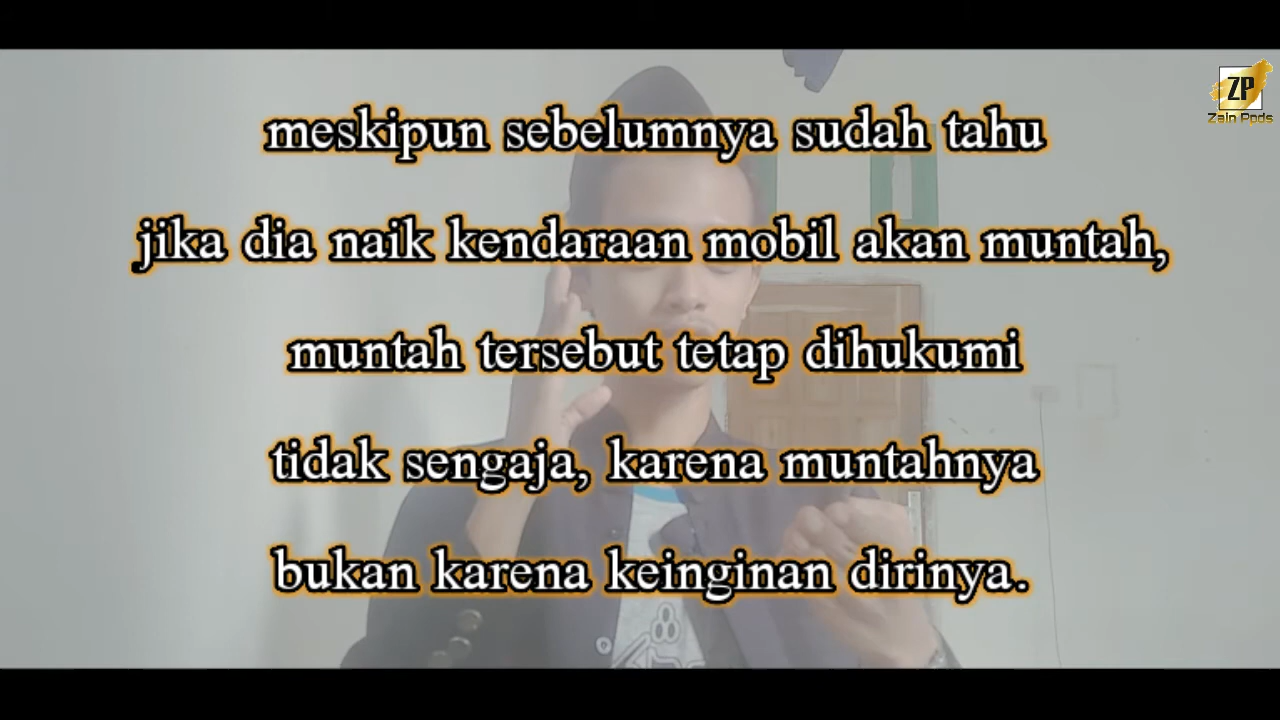 ZP
Zain Ppds
meskipun sebelumnya sudah tahu
jika dia naik kendaraan mobil akan muntah,
muntah tersebut tetap dihukumi
tidak sengaja, karena muntahnya
bukan karena keinginan dirinya.